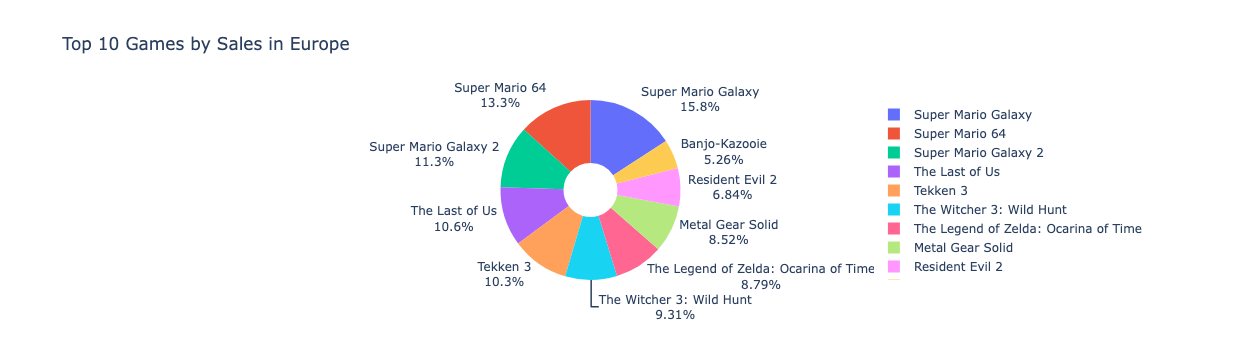 Top 10 Games by Sales in Europe
Super Mario 64
13.3%
Super Mario Galaxy
15.8%
Super Mario Galaxy 2
11.3%
Banjo-Kazooie
5.26%
Resident Evil 2
6.84%
The Last of Us
10.6%
Metal Gear Solid
8.52%
Tekken 3
10.3%
The Legend of Zelda: Ocarina of Time
8.79%
The Witcher 3: Wild Hunt
9.31%
Super Mario Galaxy
Super Mario 64
Super Mario Galaxy 2
The Last of Us
Tekken 3
The Witcher 3: Wild Hunt
The Legend of Zelda: Ocarina of Time
Metal Gear Solid
Resident Evil 2